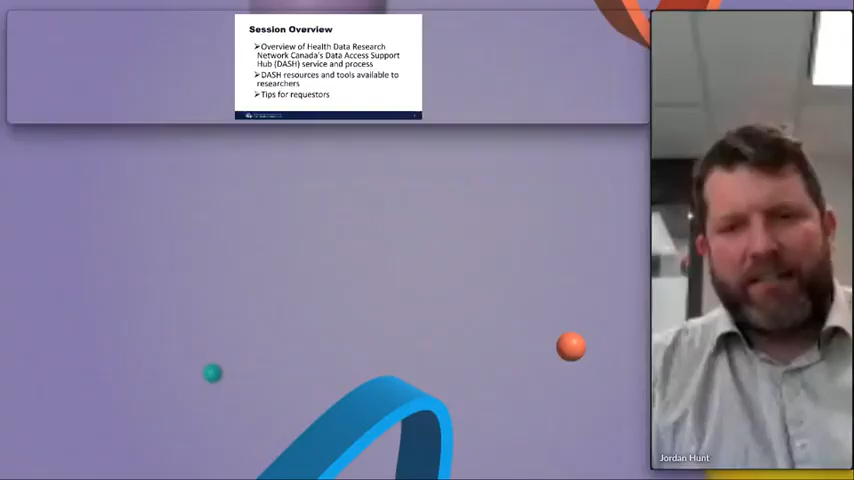 Session Overview
➢Overview of Health Data Research
Network Canada's Data Access Support
Hub (DASH) service and process
➢DASH resources and tools available to
researchers
➢Tips for requestors
Jordan Hunt